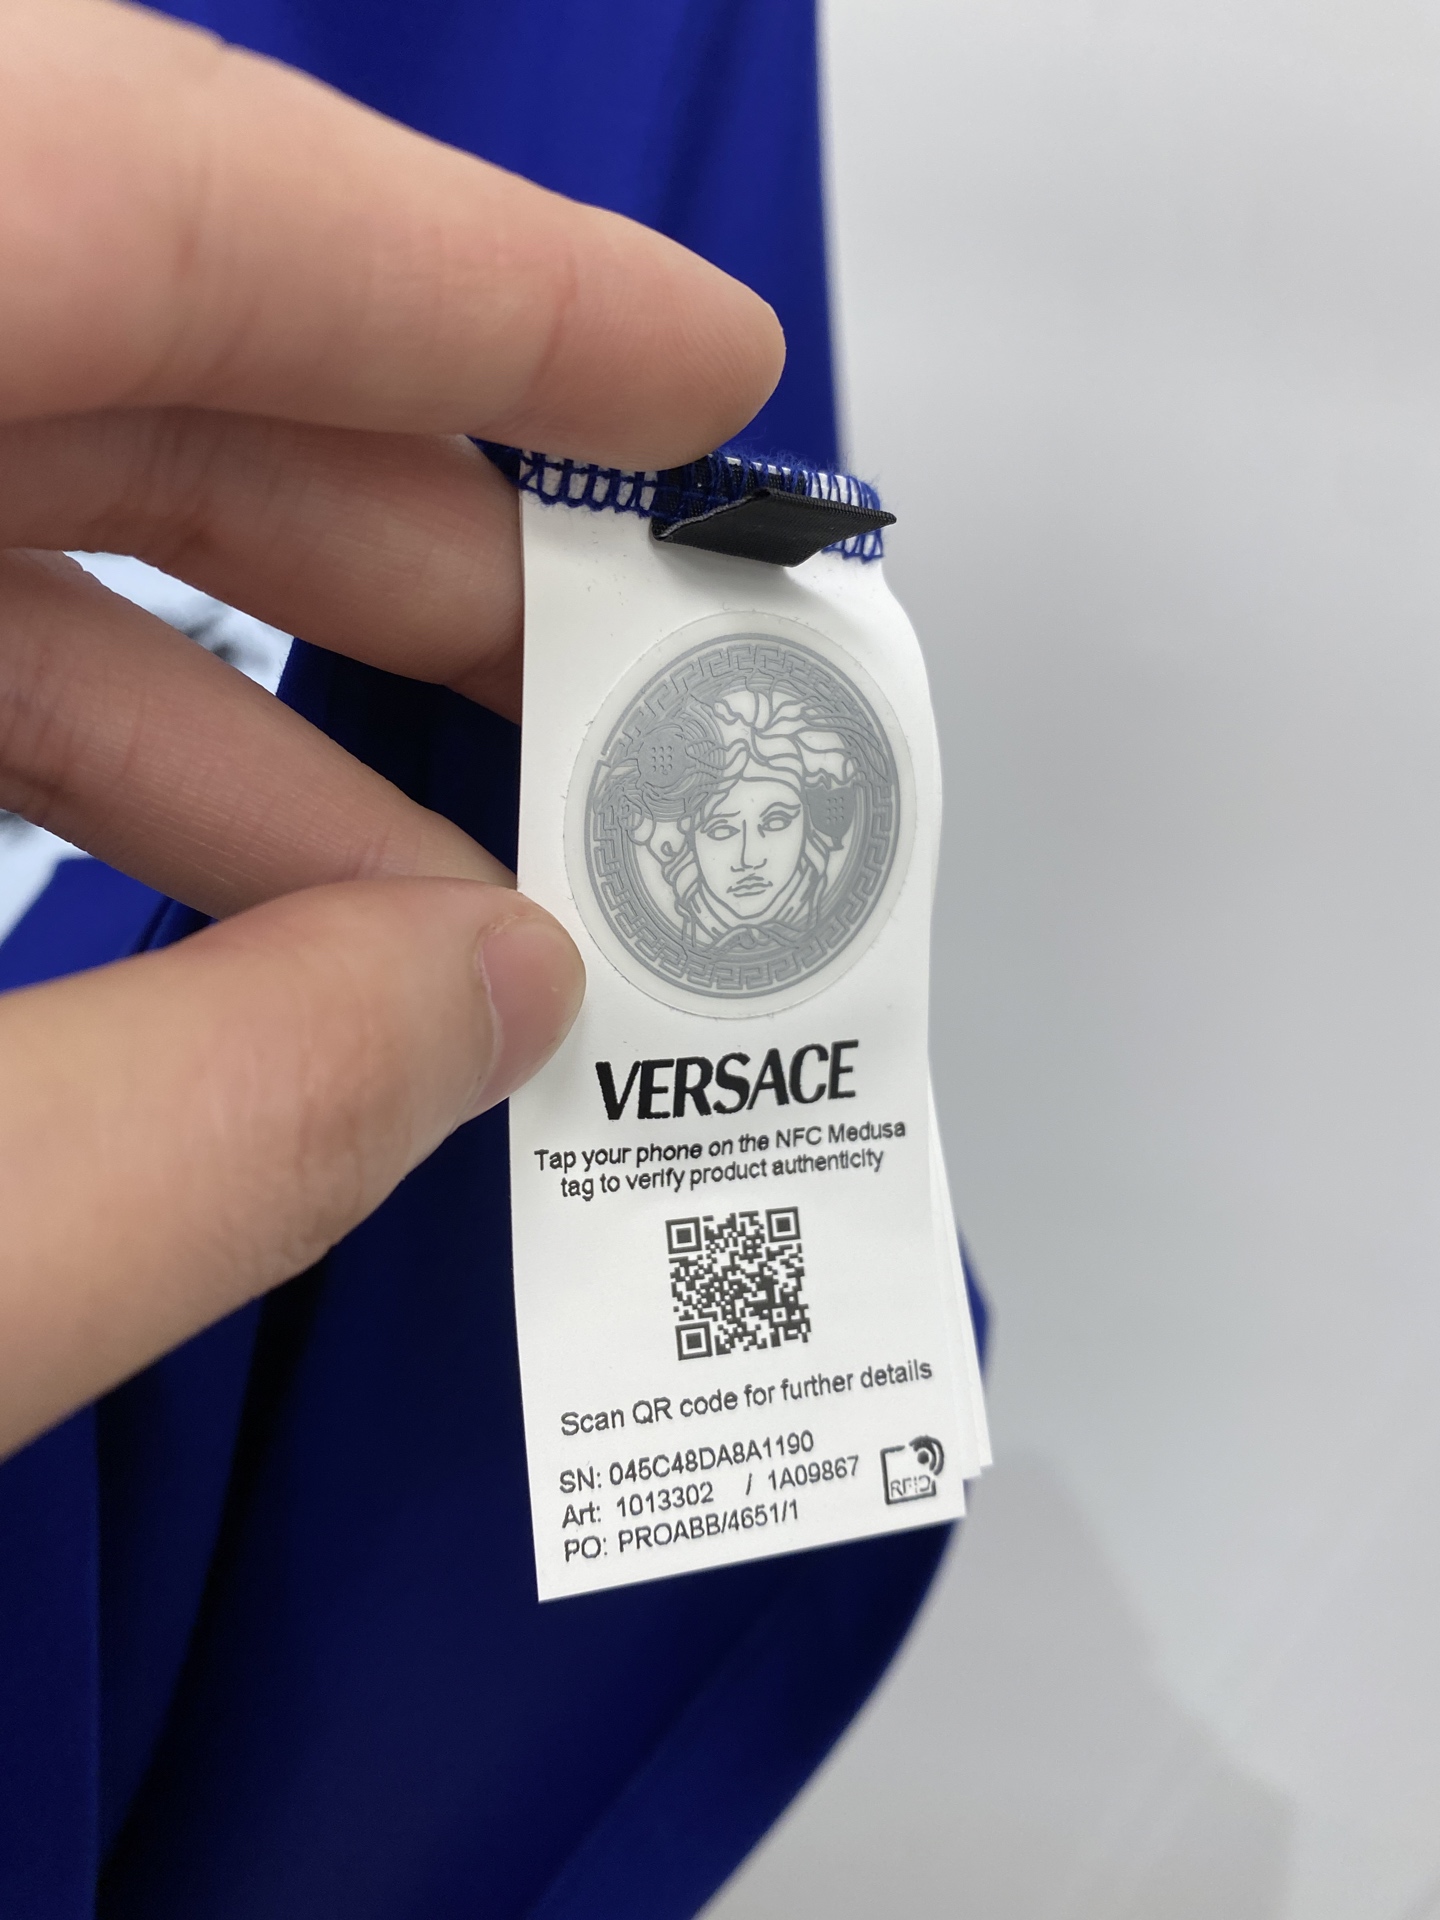 VERSACE
Tap your phone on the NFC Medusa
tag to verify product authenticity
Scan QR code for further details
SN: 045C48DA8A1190
Art: 1013302 / 1A09867
PO: PROABB/4651/1
RFID